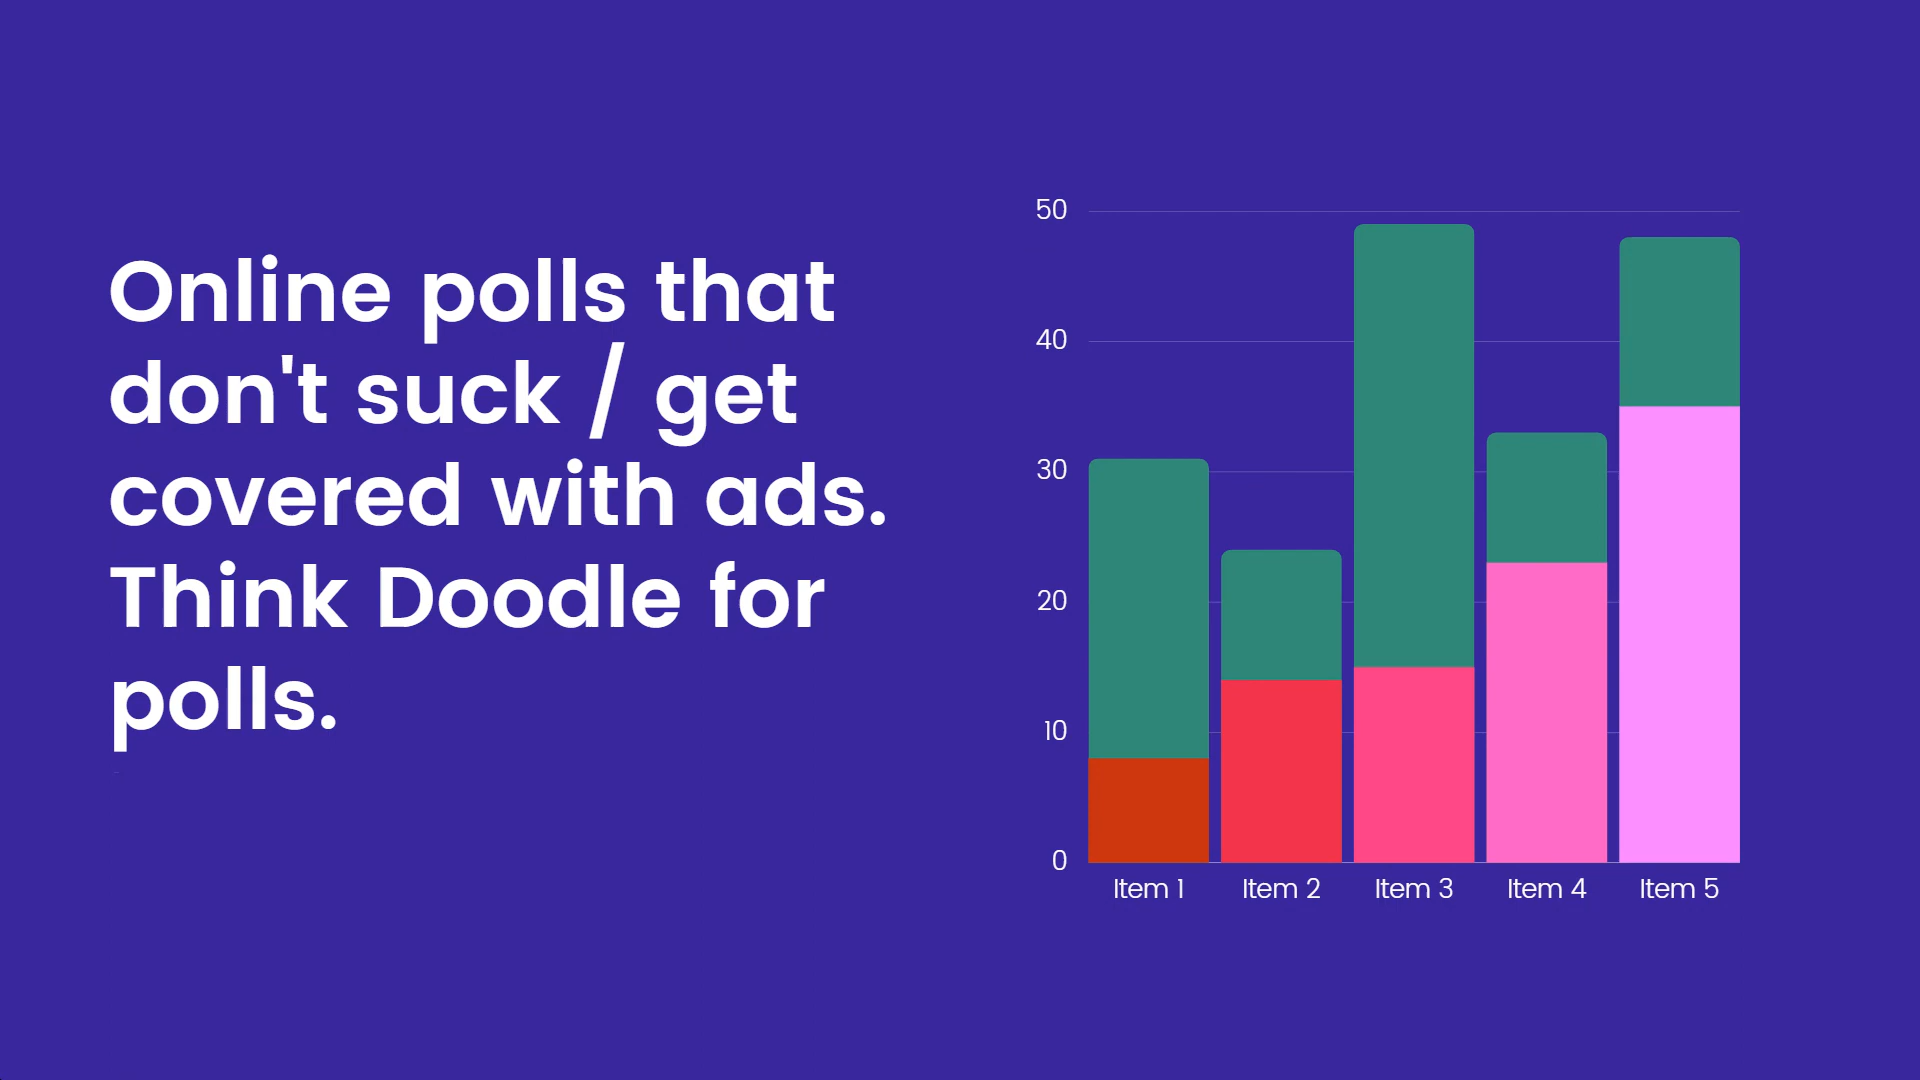 Online polls that
don't suck / get
covered with ads.
Think Doodle for
polls.
50
40
30
20
10
0
Item 1 Item 2 Item 3 Item 4 Item 5